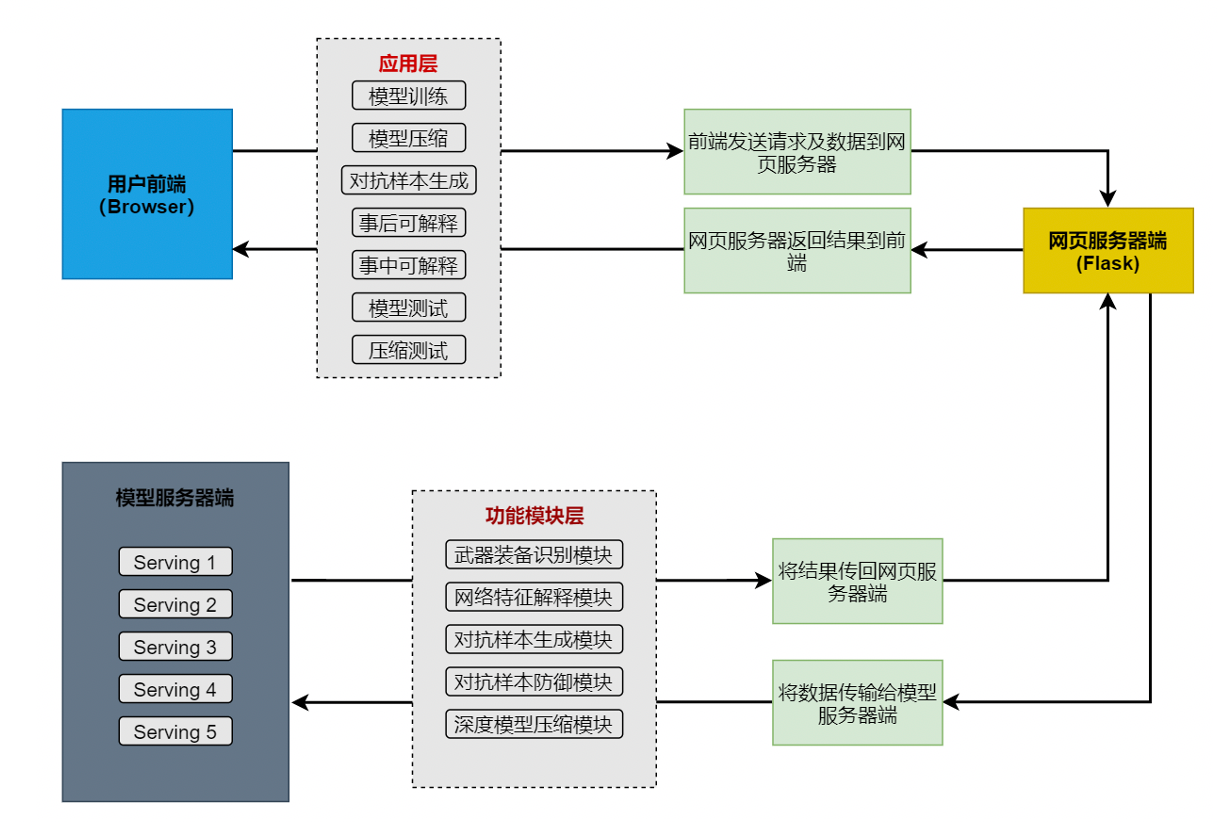 应用层
模型训练
模型压缩
对抗样本生成
事后可解释
事中可解释
模型测试
压缩测试
用户前端
（Browser）
前端发送请求及数据到网
页服务器
网页服务器返回结果到前
端
网页服务器端
(Flask)
模型服务器端
Serving 1
Serving 2
Serving 3
Serving 4
Serving 5
功能模块层
武器装备识别模块
网络特征解释模块
对抗样本生成模块
对抗样本防御模块
深度模型压缩模块
将结果传回网页服
务器端
将数据传输给模型
服务器端